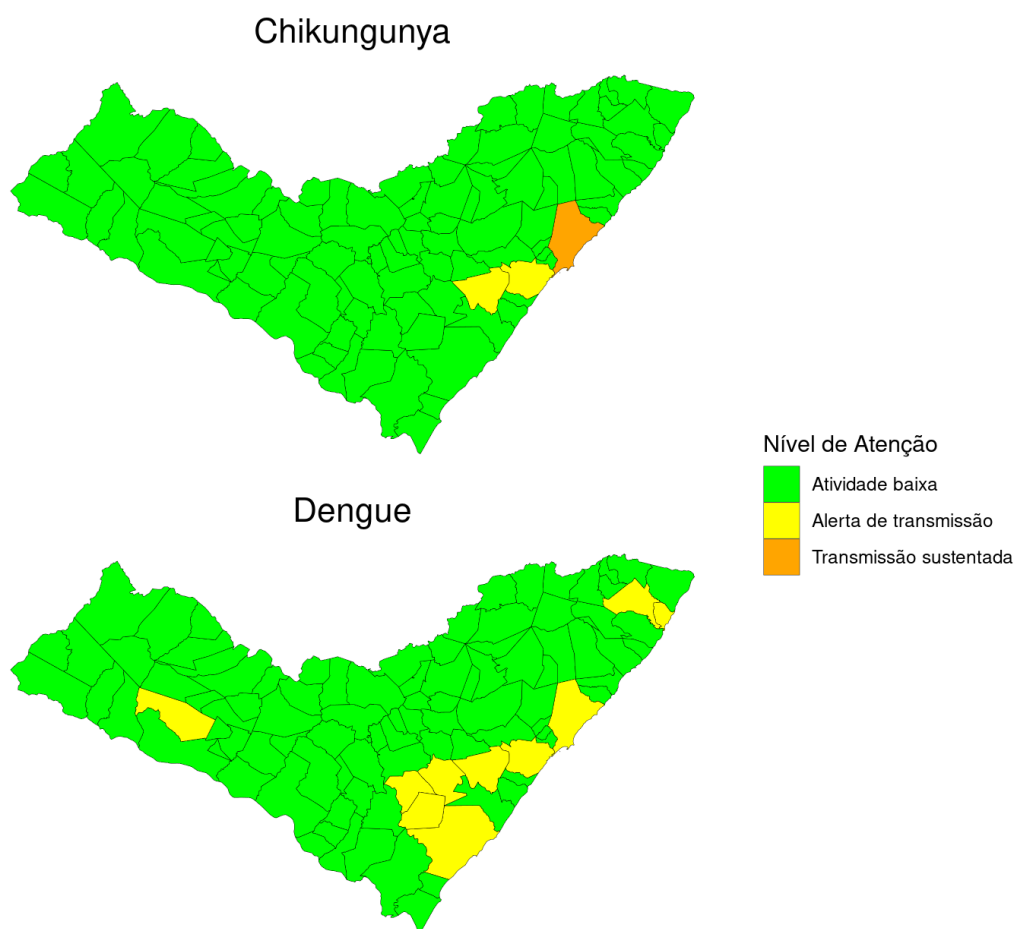 Chikungunya
Nível de Atenção
Atividade baixa
Alerta de transmissão
Transmissão sustentada
Dengue